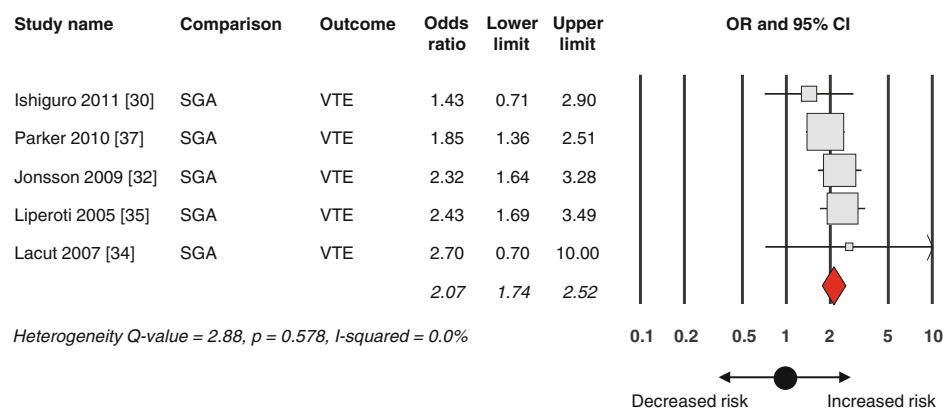 Study name Comparison Outcome Odds ratio Lower limit Upper limit OR and 95% CI
Ishiguro 2011 [30] SGA VTE 1.43 0.71 2.90
Parker 2010 [37] SGA VTE 1.85 1.36 2.51
Jonsson 2009 [32] SGA VTE 2.32 1.64 3.28
Liperoti 2005 [35] SGA VTE 2.43 1.69 3.49
Lacut 2007 [34] SGA VTE 2.70 0.70 10.00
2.07 1.74 2.52
Heterogeneity Q-value = 2.88, p = 0.578, I-squared = 0.0%
0.1 0.2 0.5 1 2 5 10
Decreased risk Increased risk